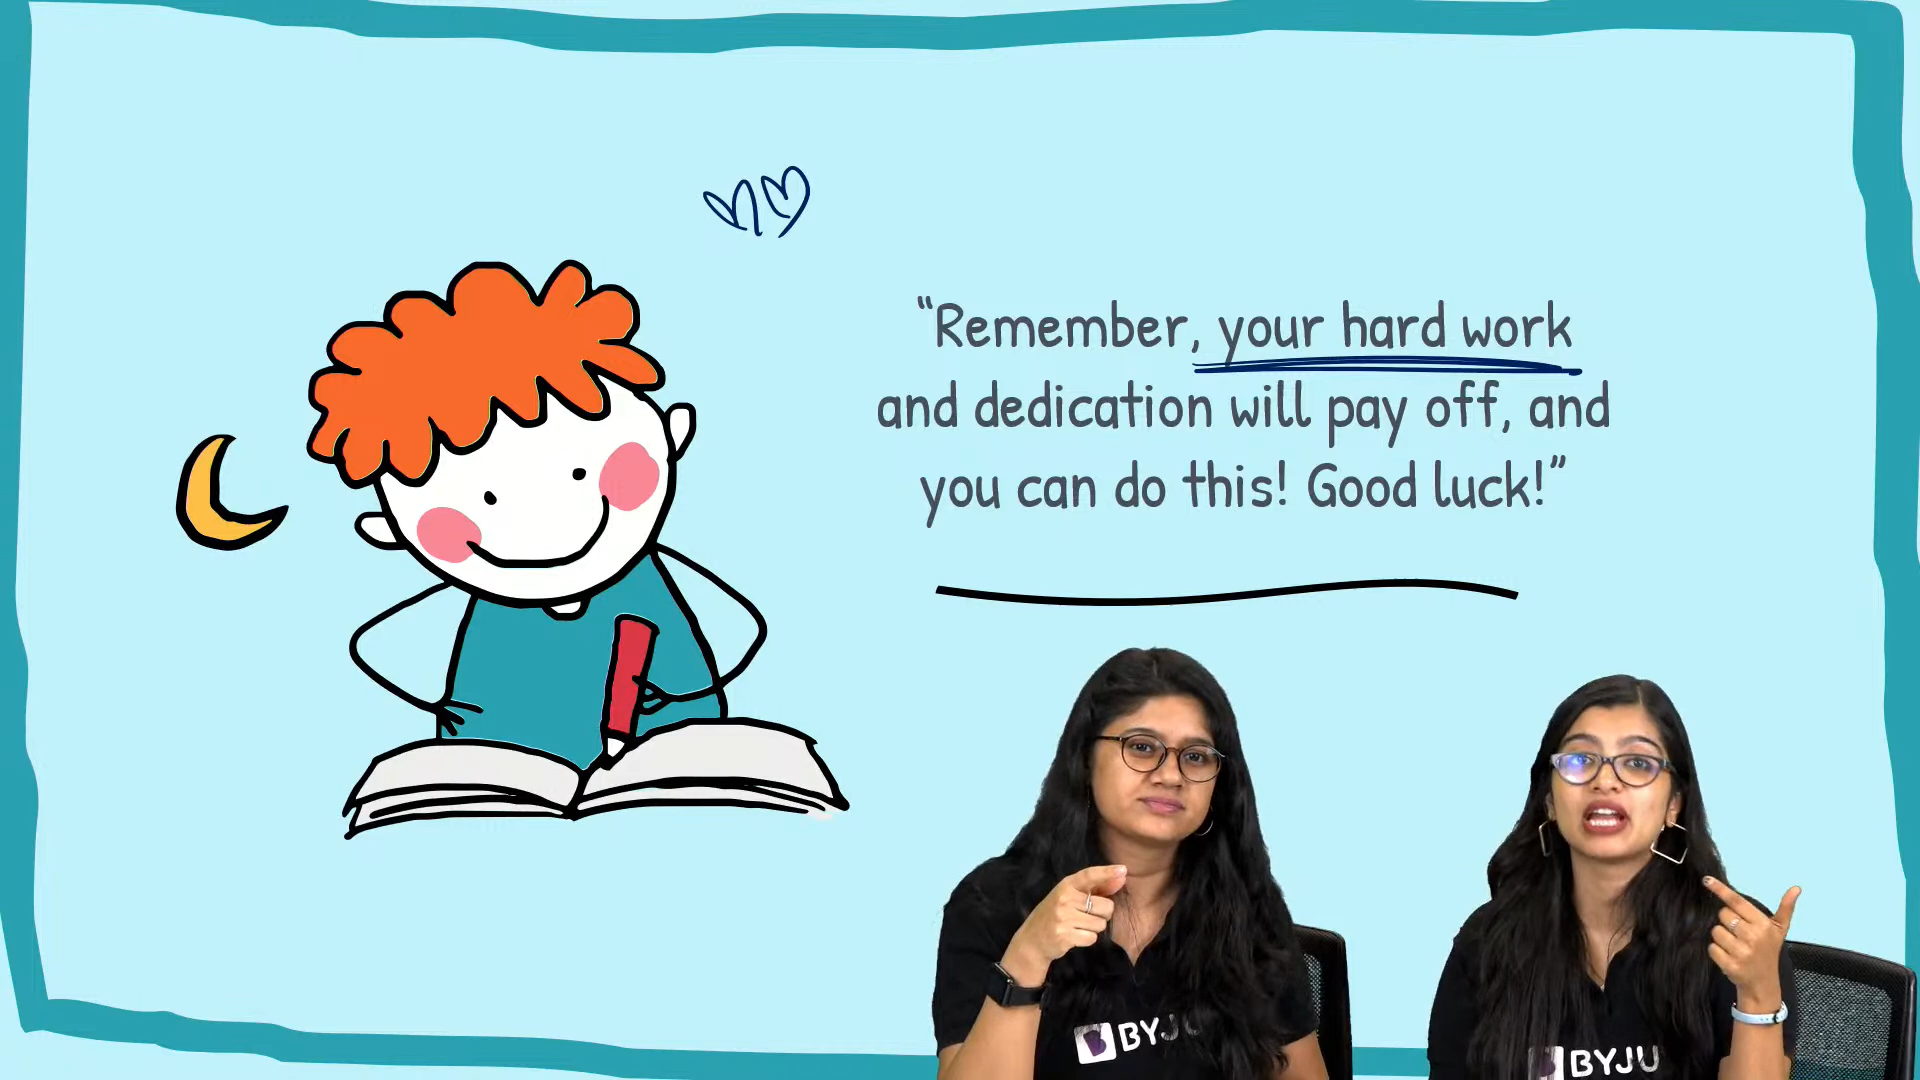 “Remember, your hard work
and dedication will pay off, and
you can do this! Good luck!”
BYJU
BYJU